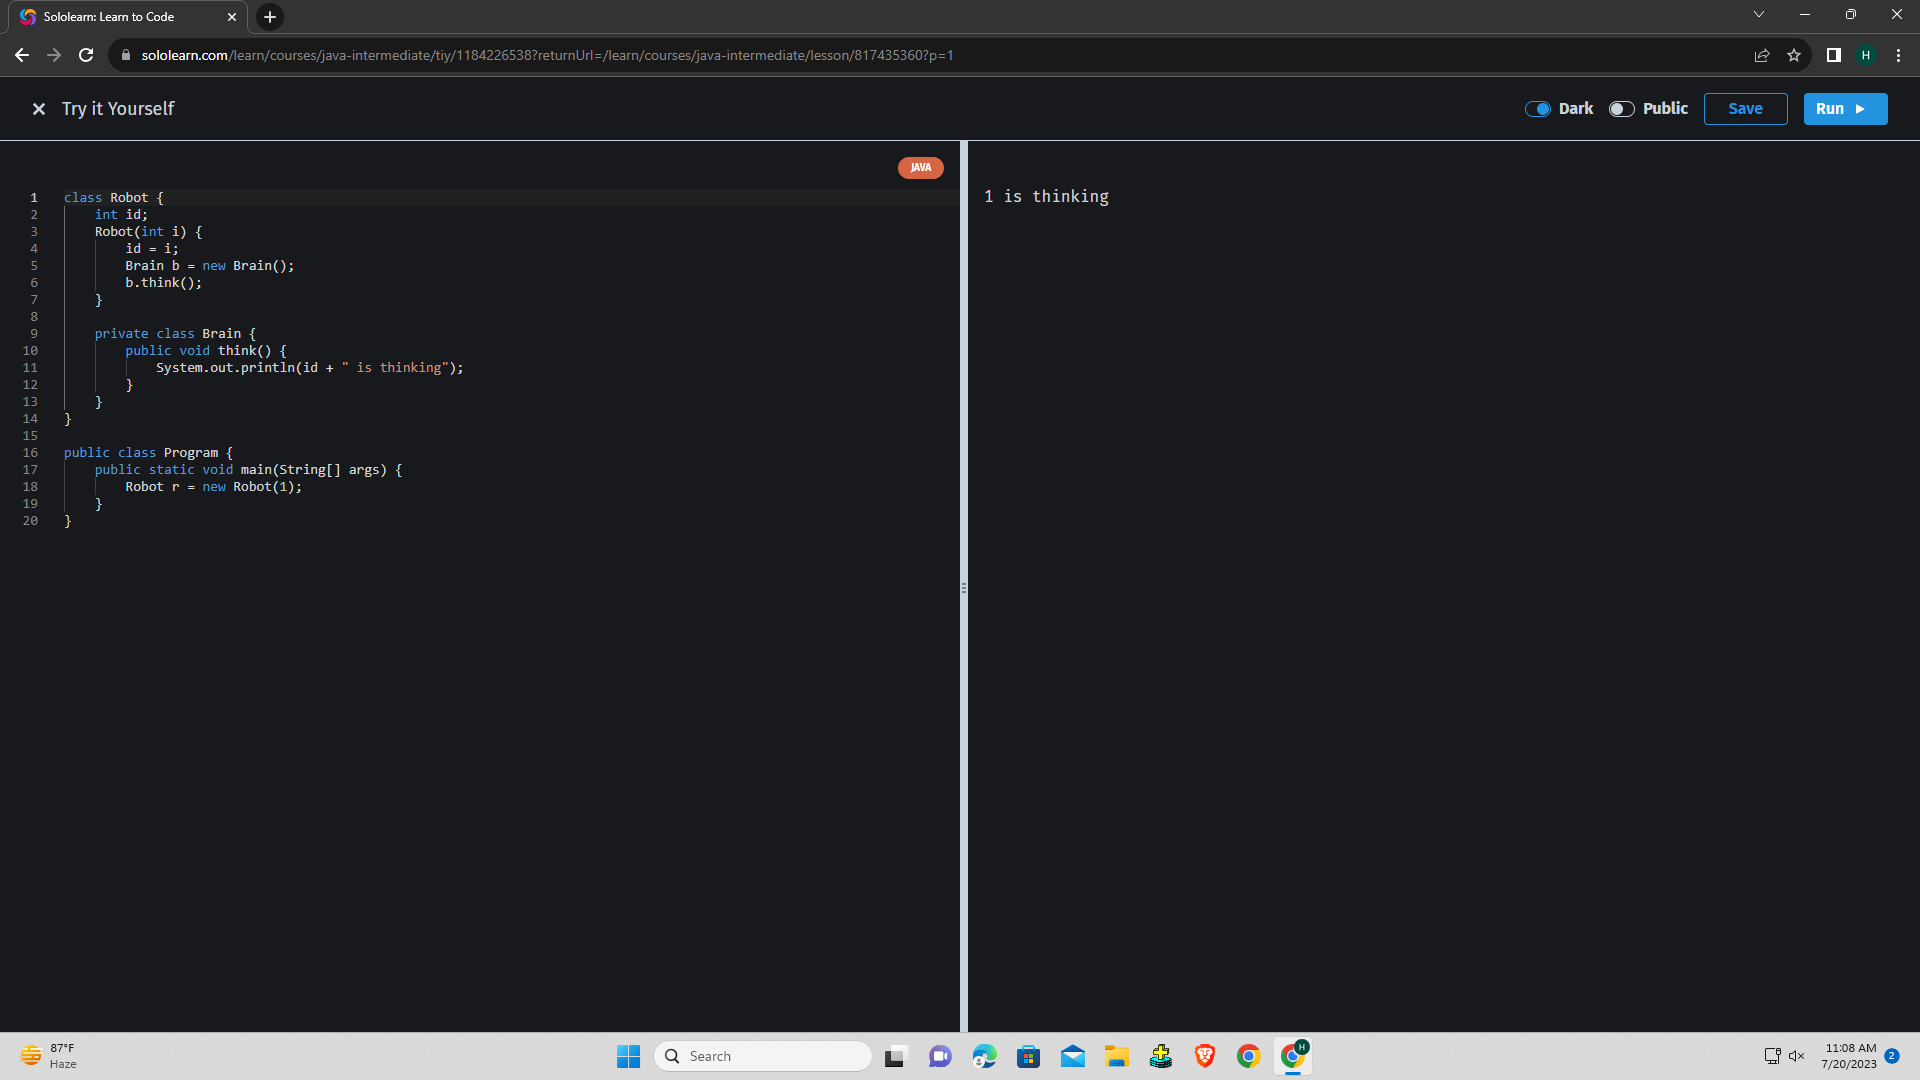 Sololearn: Learn to Code
sololearn.com/learn/courses/java-intermediate/tiy/1184226538?returnUrl=/learn/courses/java-intermediate/lesson/817435360?p=1
H
Try it Yourself
Dark
Public
Save
Run
JAVA
1 class Robot {
2 int id;
3 Robot(int i) {
4 id = i;
5 Brain b = new Brain();
6 b.think();
7 }
8
9 private class Brain {
10 public void think() {
11 System.out.println(id + " is thinking");
12 }
13 }
14 }
15
16 public class Program {
17 public static void main(String[] args) {
18 Robot r = new Robot(1);
19 }
20 }
1 is thinking
87°F
Haze
Search
H
11:08 AM
7/20/2023
2